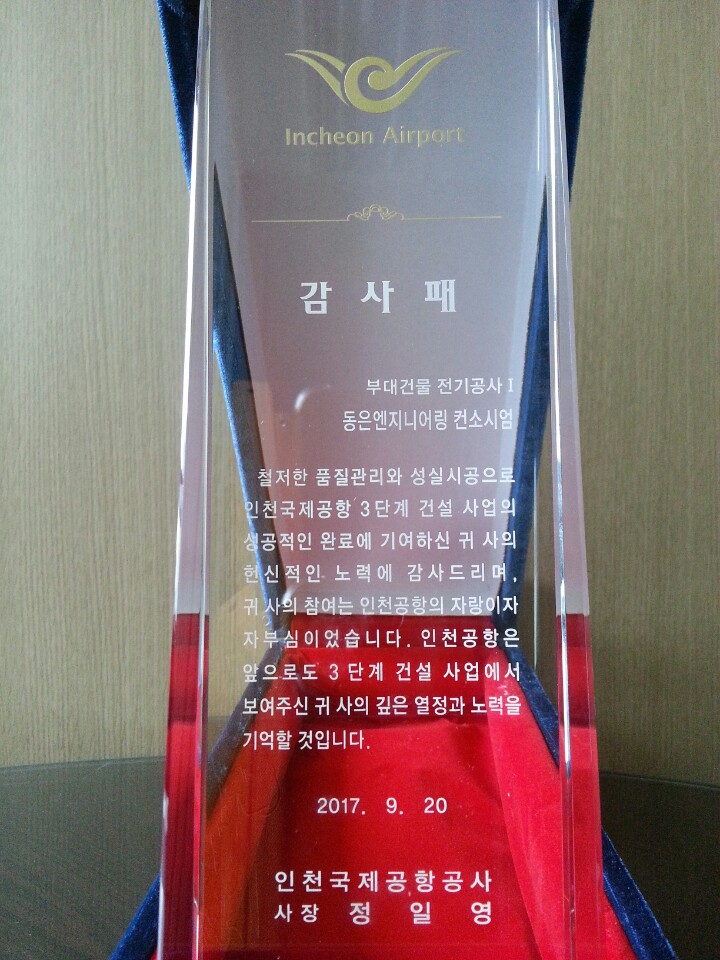 Incheon Airport
감 사 패
부대건물 전기공사 I
동은엔지니어링 컨소시엄
철저한 품질관리와 성실시공으로
인천국제공항 3단계 건설 사업의
성공적인 완료에 기여하신 귀 사의
헌신적인 노력에 감사드리며,
귀 사의 참여는 인천공항의 자랑이자
자부심이었습니다. 인천공항은
앞으로도 3 단계 건설 사업에서
보여주신 귀 사의 깊은 열정과 노력을
기억할 것입니다.
2017. 9. 20
인천국제공항공사
사장 정 일 영